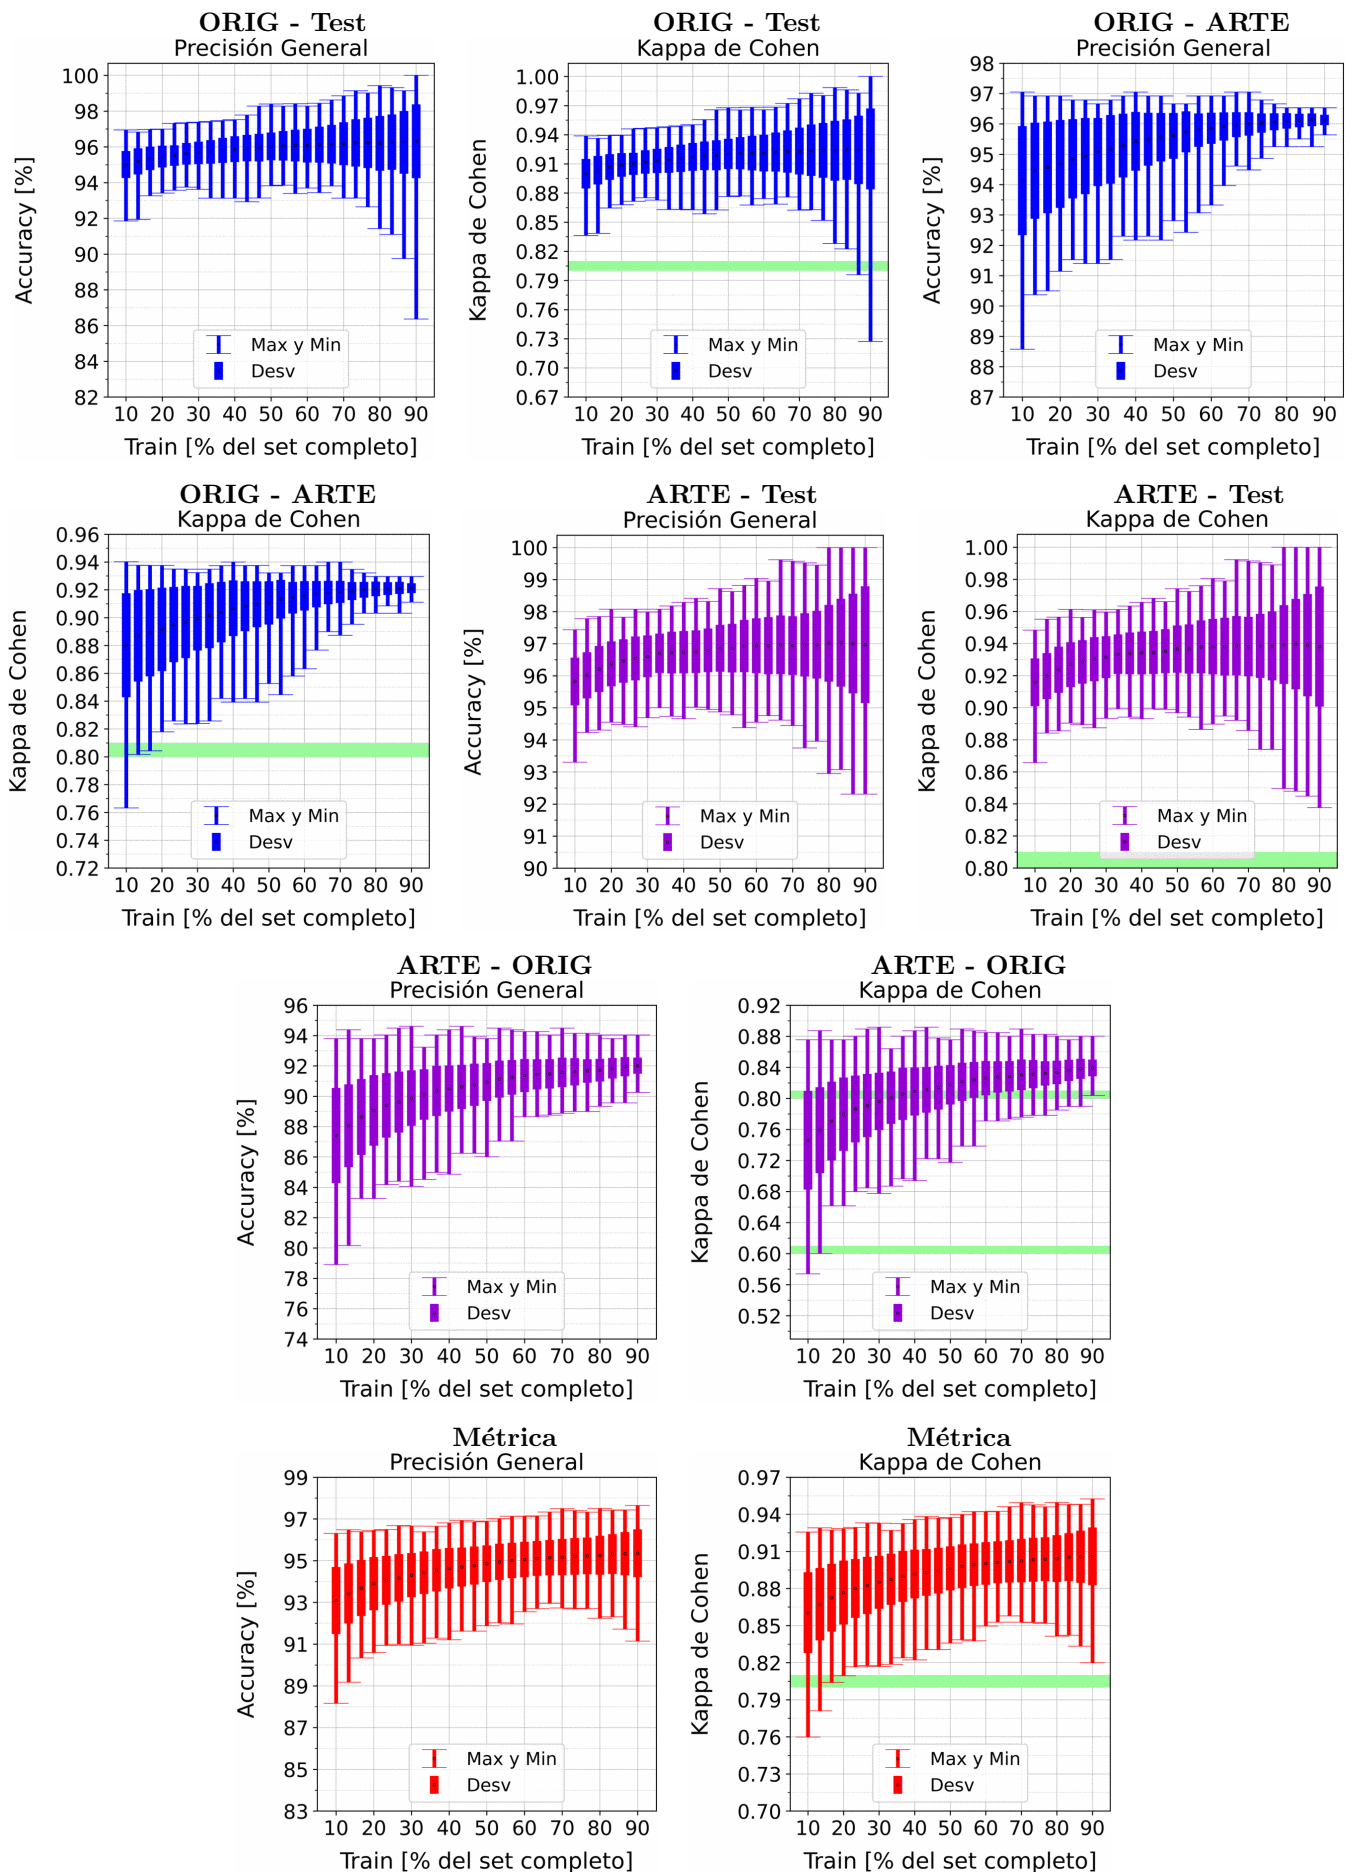 ORIG - Test
Precisión General
Accuracy [%]
100
98
96
94
92
90
88
86
84
82
10 20 30 40 50 60 70 80 90
Max y Min
Desv
Train [% del set completo]
ORIG - Test
Kappa de Cohen
Kappa de Cohen
1.00
0.97
0.94
0.91
0.88
0.85
0.82
0.79
0.76
0.73
0.70
0.67
10 20 30 40 50 60 70 80 90
Max y Min
Desv
Train [% del set completo]
ORIG - ARTE
Precisión General
Accuracy [%]
98
97
96
95
94
93
92
91
90
89
88
87
10 20 30 40 50 60 70 80 90
Max y Min
Desv
Train [% del set completo]
ORIG - ARTE
Kappa de Cohen
Kappa de Cohen
0.96
0.94
0.92
0.90
0.88
0.86
0.84
0.82
0.80
0.78
0.76
0.74
0.72
10 20 30 40 50 60 70 80 90
Max y Min
Desv
Train [% del set completo]
ARTE - Test
Precisión General
Accuracy [%]
100
99
98
97
96
95
94
93
92
91
90
10 20 30 40 50 60 70 80 90
Max y Min
Desv
Train [% del set completo]
ARTE - Test
Kappa de Cohen
Kappa de Cohen
1.00
0.98
0.96
0.94
0.92
0.90
0.88
0.86
0.84
0.82
0.80
10 20 30 40 50 60 70 80 90
Max y Min
Desv
Train [% del set completo]
ARTE - ORIG
Precisión General
Accuracy [%]
96
94
92
90
88
86
84
82
80
78
76
74
10 20 30 40 50 60 70 80 90
Max y Min
Desv
Train [% del set completo]
ARTE - ORIG
Kappa de Cohen
Kappa de Cohen
0.92
0.88
0.84
0.80
0.76
0.72
0.68
0.64
0.60
0.56
0.52
10 20 30 40 50 60 70 80 90
Max y Min
Desv
Train [% del set completo]
Métrica
Precisión General
Accuracy [%]
99
97
95
93
91
89
87
85
83
10 20 30 40 50 60 70 80 90
Max y Min
Desv
Train [% del set completo]
Métrica
Kappa de Cohen
Kappa de Cohen
0.97
0.94
0.91
0.88
0.85
0.82
0.79
0.76
0.73
0.70
10 20 30 40 50 60 70 80 90
Max y Min
Desv
Train [% del set completo]